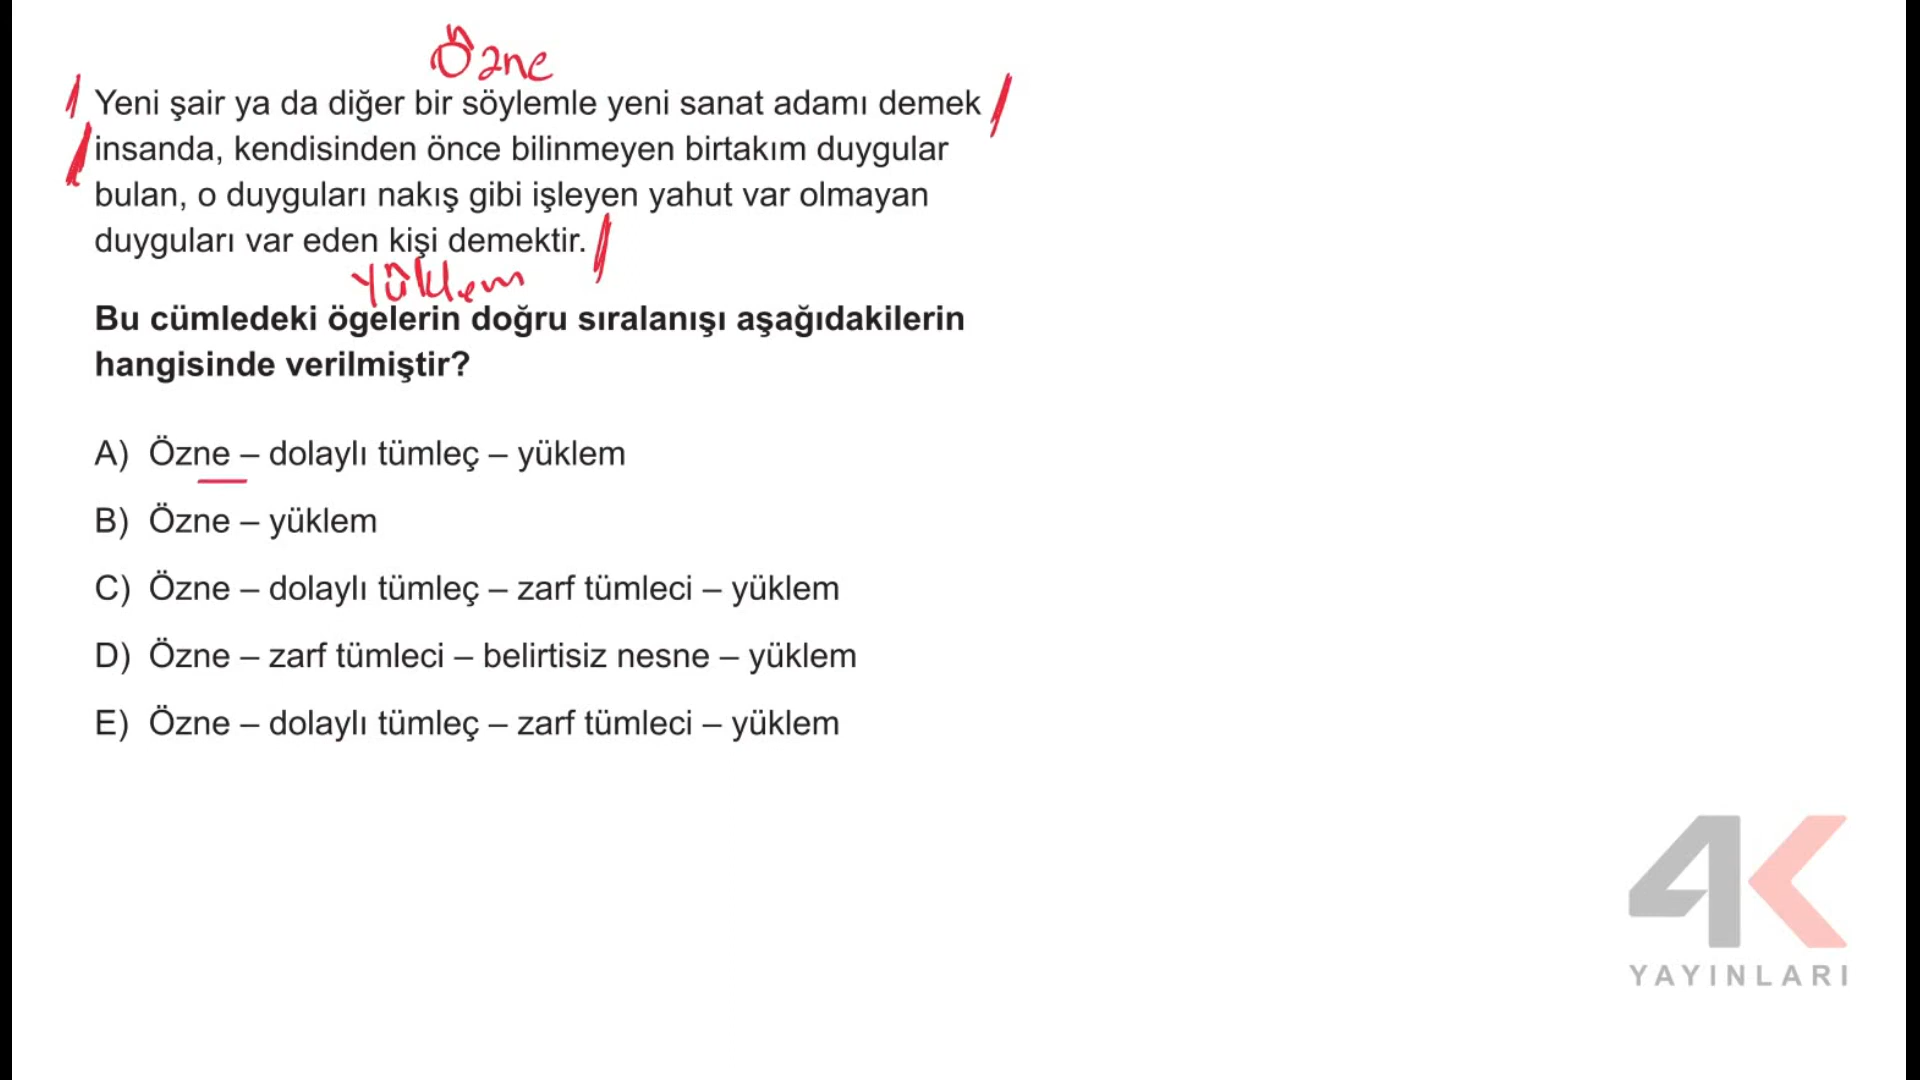 Özne
Yeni şair ya da diğer bir söylemle yeni sanat adamı demek
insanda, kendisinden önce bilinmeyen birtakım duygular
bulan, o duyguları nakış gibi işleyen yahut var olmayan
duyguları var eden kişi demektir.
Yüklem
Bu cümledeki ögelerin doğru sıralanışı aşağıdakilerin
hangisinde verilmiştir?
A) Özne – dolaylı tümleç – yüklem
B) Özne – yüklem
C) Özne – dolaylı tümleç – zarf tümleci – yüklem
D) Özne – zarf tümleci – belirtisiz nesne – yüklem
E) Özne – dolaylı tümleç – zarf tümleci – yüklem
4K
YAYINLARI